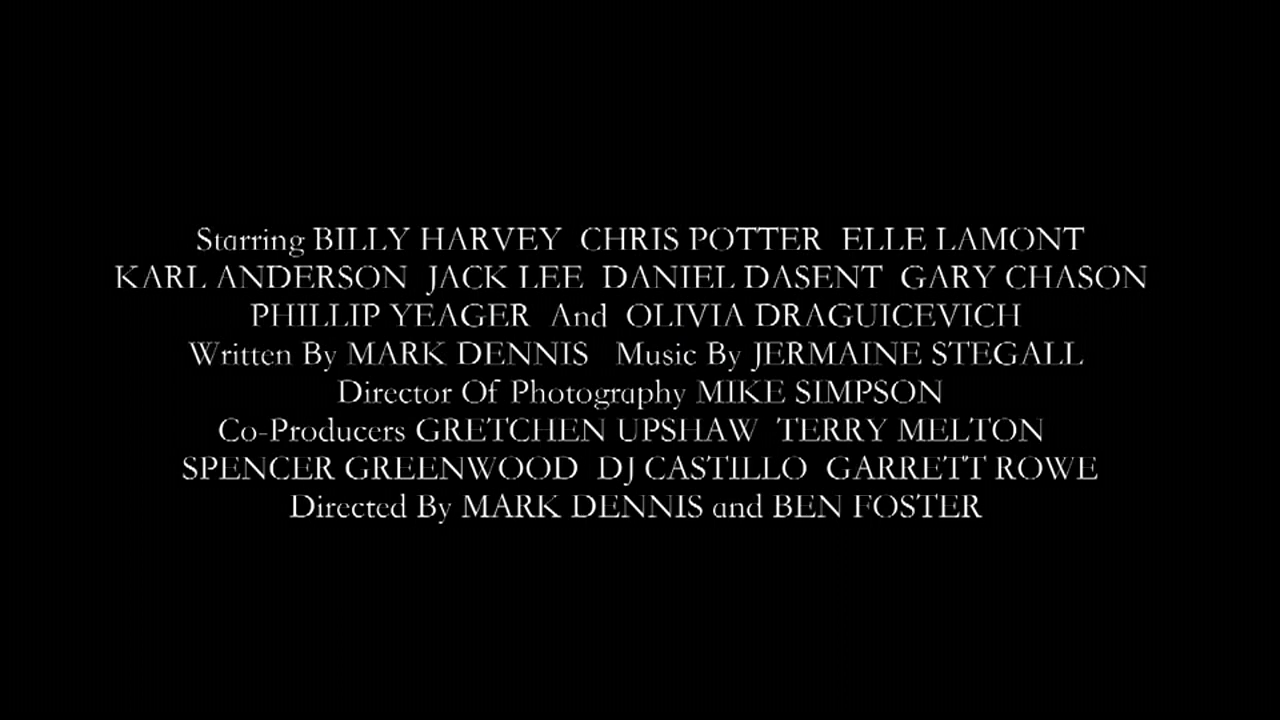 Starring BILLY HARVEY CHRIS POTTER ELLE LAMONT
KARL ANDERSON JACK LEE DANIEL DASENT GARY CHASON
PHILLIP YEAGER And OLIVIA DRAGUICEVICH
Written By MARK DENNIS Music By JERMAINE STEGALL
Director Of Photography MIKE SIMPSON
Co-Producers GRETCHEN UPSHAW TERRY MELTON
SPENCER GREENWOOD DJ CASTILLO GARRETT ROWE
Directed By MARK DENNIS and BEN FOSTER